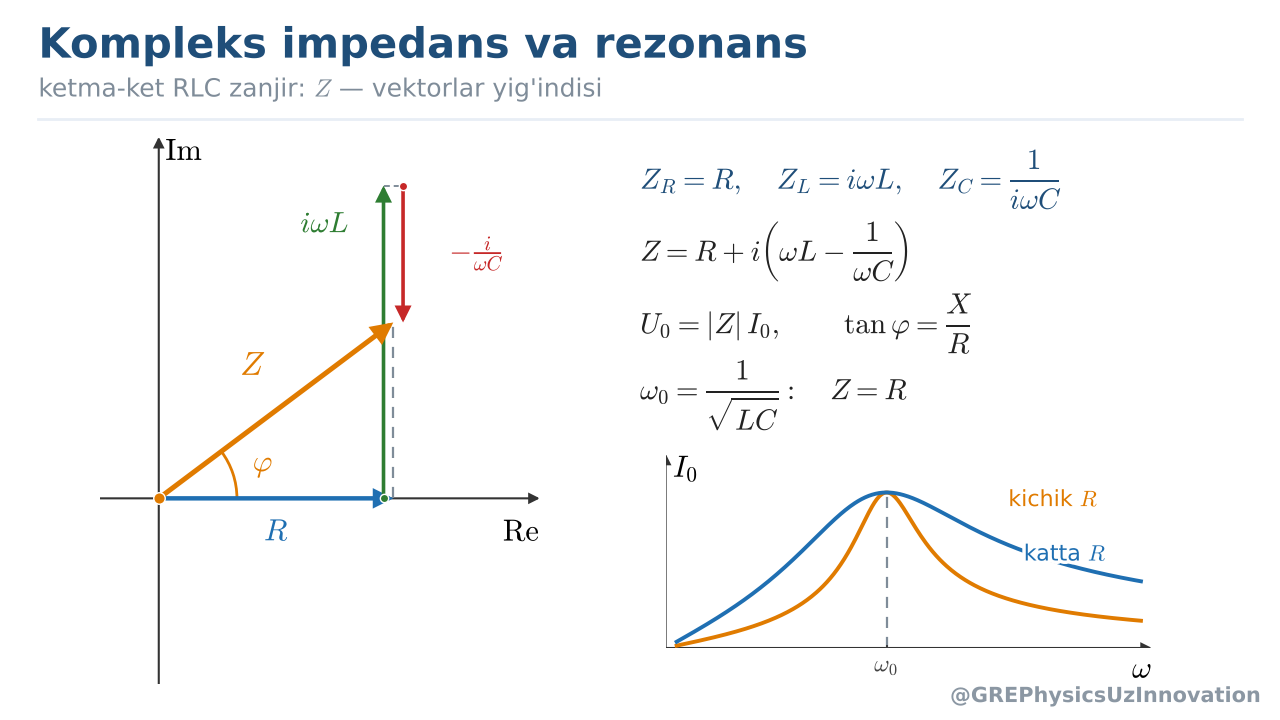 Kompleks impedans va rezonans
ketma-ket RLC zanjir: Z — vektorlar yig'indisi
Im
iωL
−i/ωC
Z
φ
R
Re
Z_R = R, Z_L = iωL, Z_C = 1/(iωC)
Z = R + i(ωL − 1/(ωC))
U_0 = |Z| I_0, tan φ = X/R
ω_0 = 1/√(LC) : Z = R
I_0
kichik R
katta R
ω_0
ω
@GREPhysicsUzInnovation